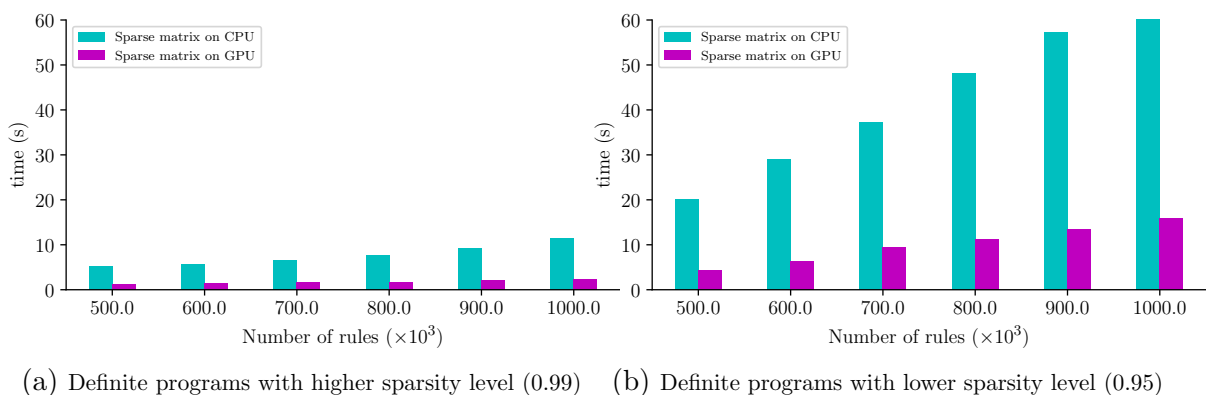 60
50
40
30
20
10
0
time (s)
Sparse matrix on CPU
Sparse matrix on GPU
500.0 600.0 700.0 800.0 900.0 1000.0
Number of rules (×10³)
(a) Definite programs with higher sparsity level (0.99)
60
50
40
30
20
10
0
time (s)
Sparse matrix on CPU
Sparse matrix on GPU
500.0 600.0 700.0 800.0 900.0 1000.0
Number of rules (×10³)
(b) Definite programs with lower sparsity level (0.95)